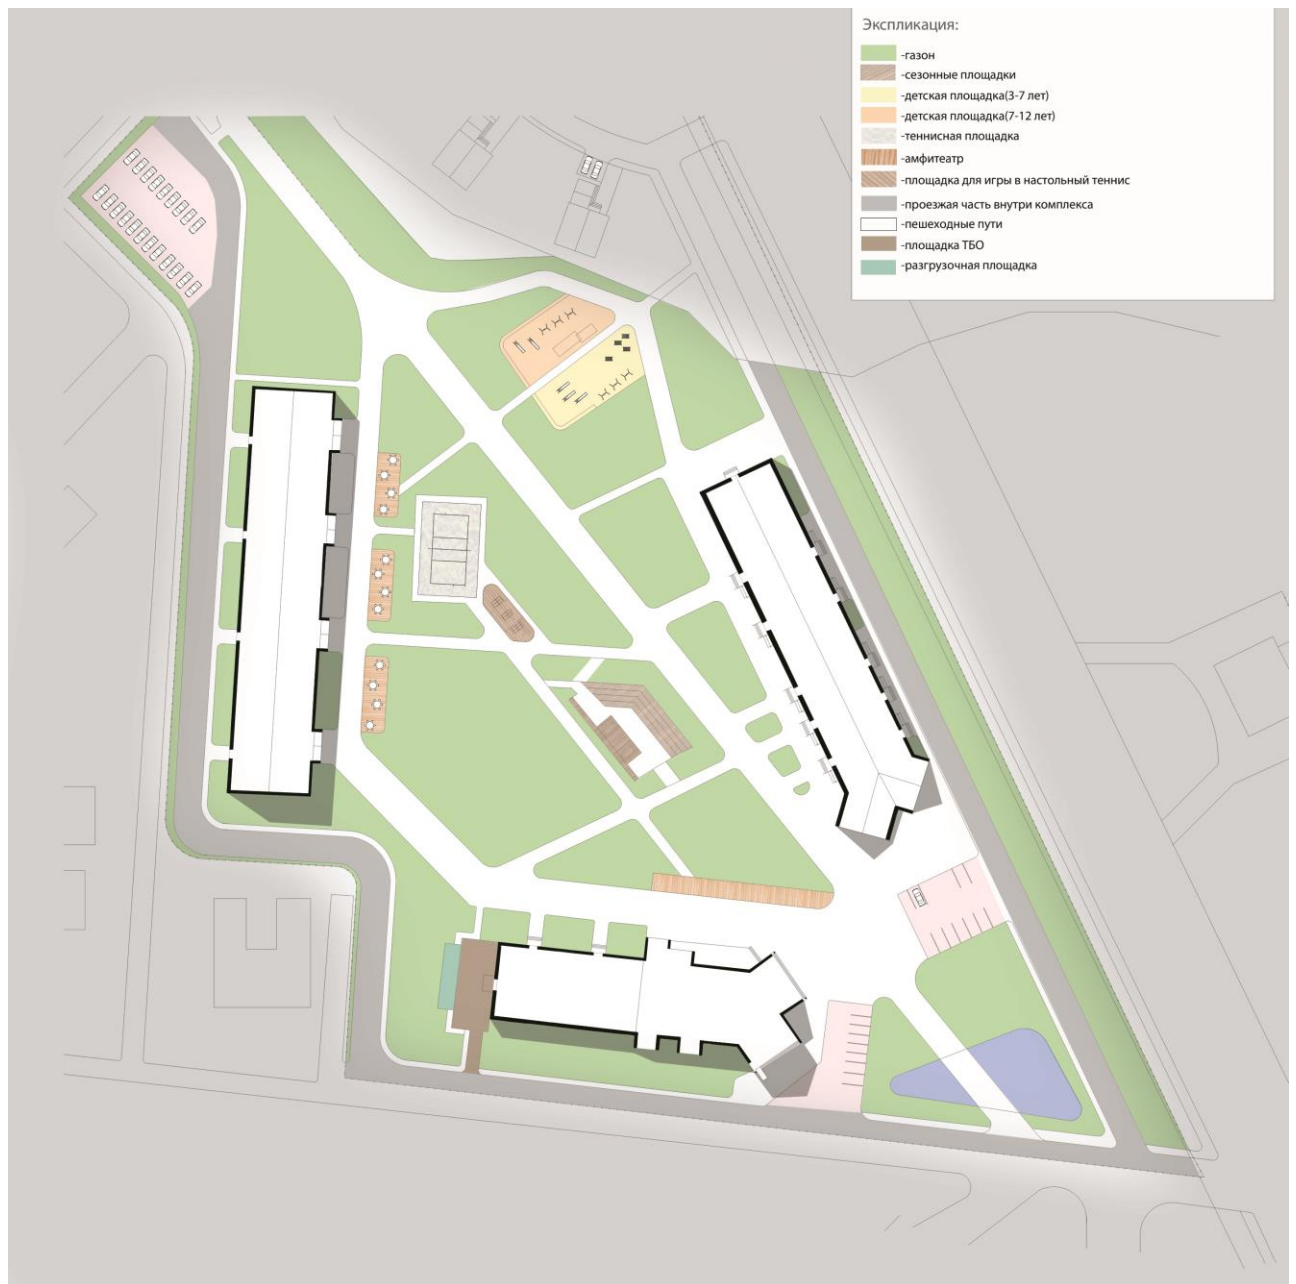 Экспликация:
-газон
-сезонные площадки
-детская площадка(3-7 лет)
-детская площадка(7-12 лет)
-теннисная площадка
-амфитеатр
-площадка для игры в настольный теннис
-проезжая часть внутри комплекса
-пешеходные пути
-площадка ТБО
-разгрузочная площадка